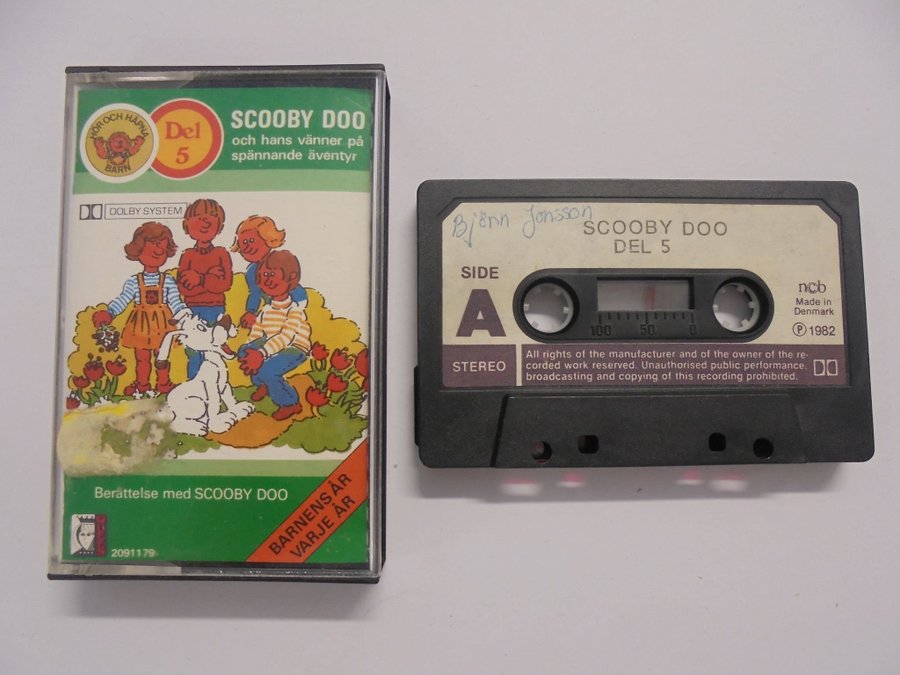 HÖR OCH HÄPNA
BARN
Del
5
SCOOBY DOO
och hans vänner på
spännande äventyr
DOLBY SYSTEM
Berättelse med SCOOBY DOO
BARNENS ÅR
VARJE ÅR
2091179
Björn Jonsson
SCOOBY DOO
DEL 5
SIDE
A
STEREO
100 50 0
ncb
Made in
Denmark
Ⓟ 1982
All rights of the manufacturer and of the owner of the re-
corded work reserved. Unauthorised public performance,
broadcasting and copying of this recording prohibited.